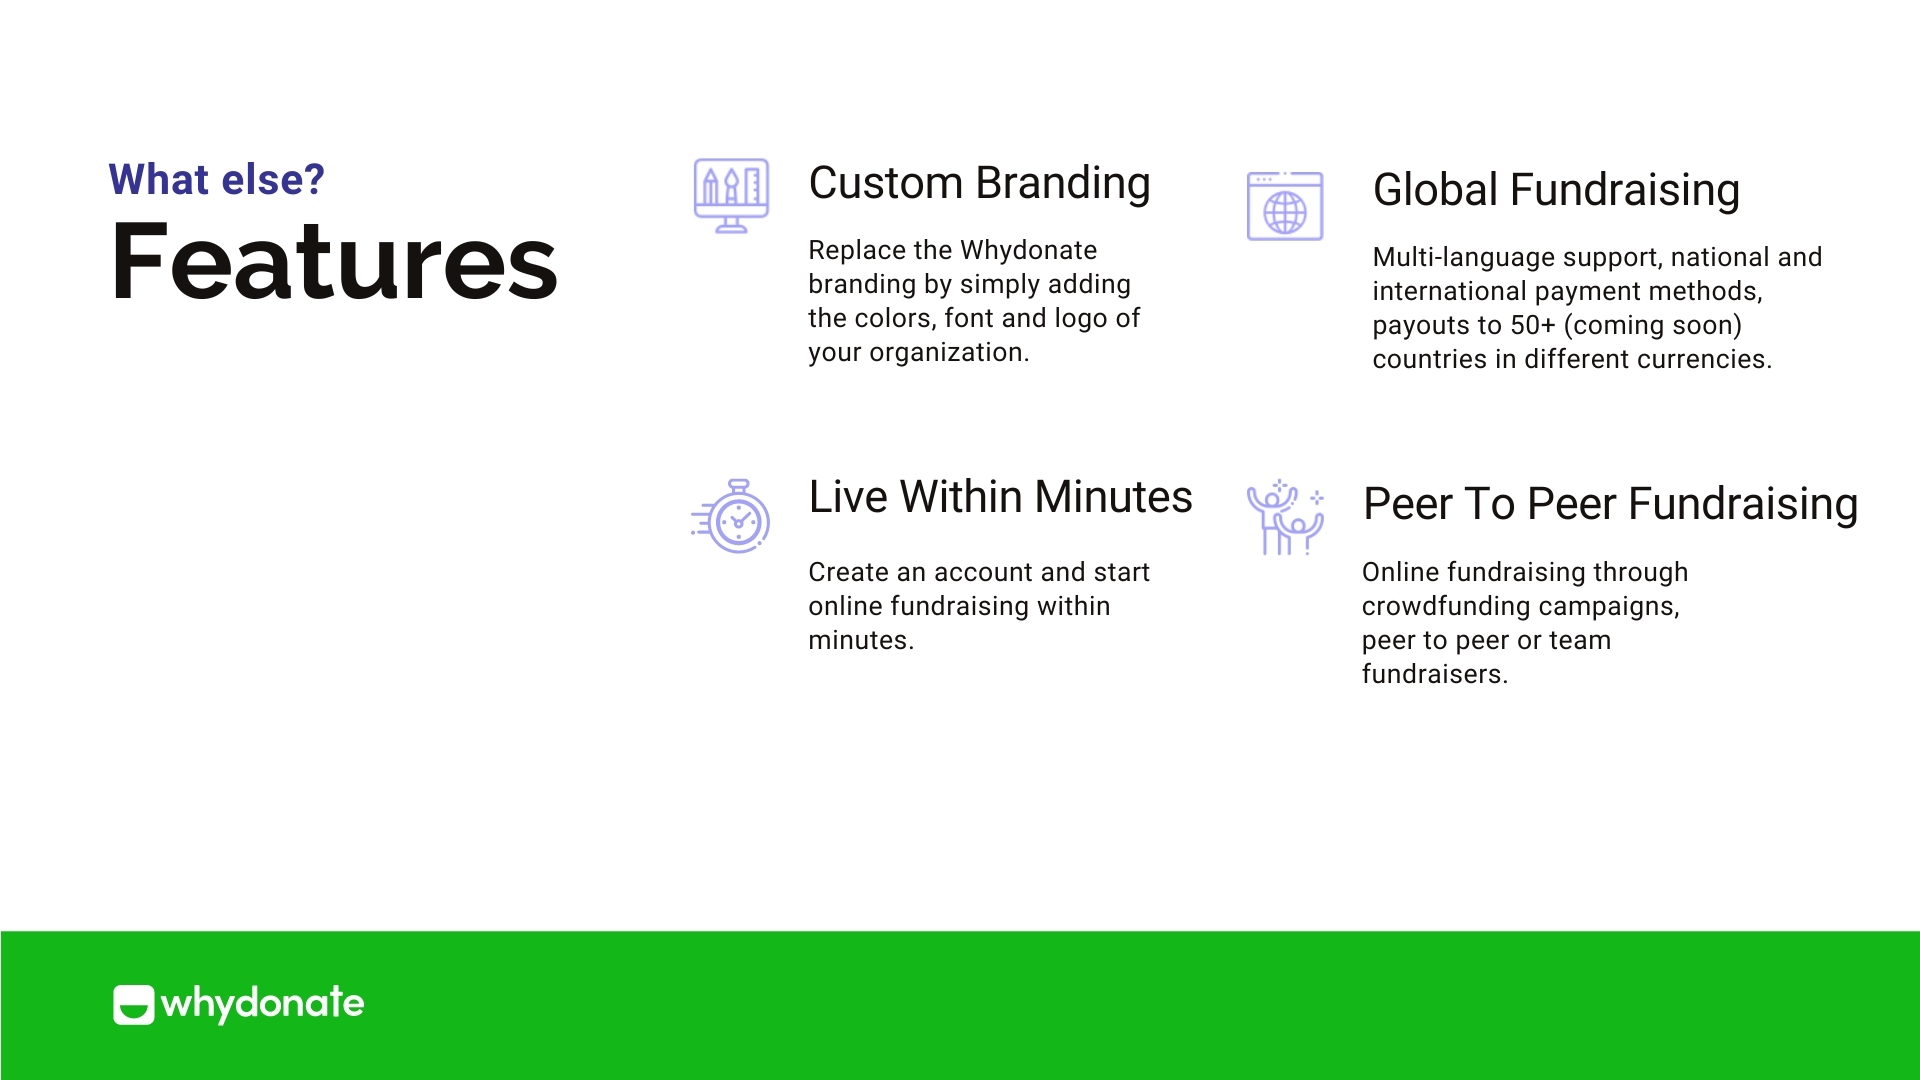 What else?
Features
Custom Branding
Replace the Whydonate
branding by simply adding
the colors, font and logo of
your organization.
Global Fundraising
Multi-language support, national and
international payment methods,
payouts to 50+ (coming soon)
countries in different currencies.
Live Within Minutes
Create an account and start
online fundraising within
minutes.
Peer To Peer Fundraising
Online fundraising through
crowdfunding campaigns,
peer to peer or team
fundraisers.
whydonate